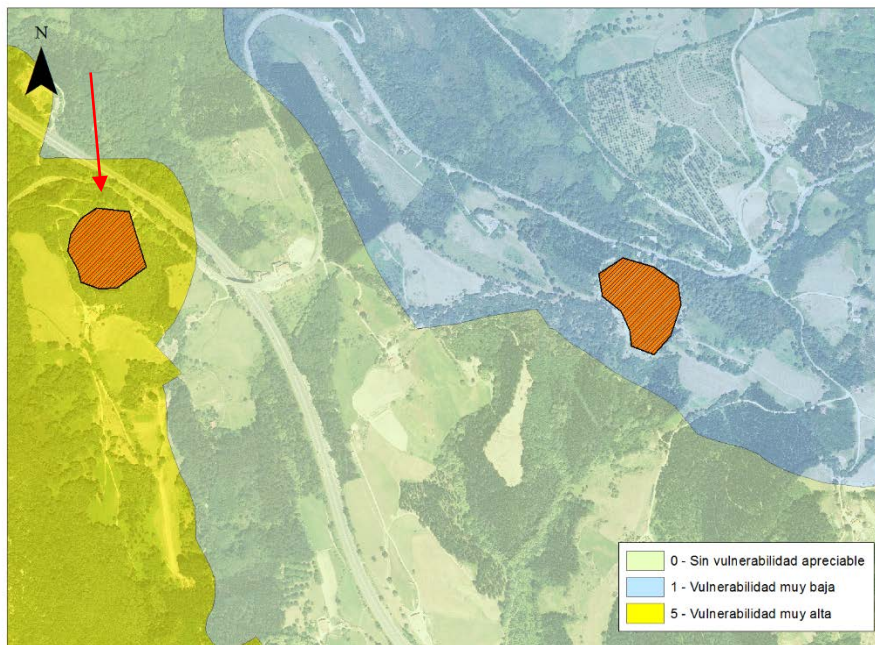 N
0 - Sin vulnerabilidad apreciable
1 - Vulnerabilidad muy baja
5 - Vulnerabilidad muy alta